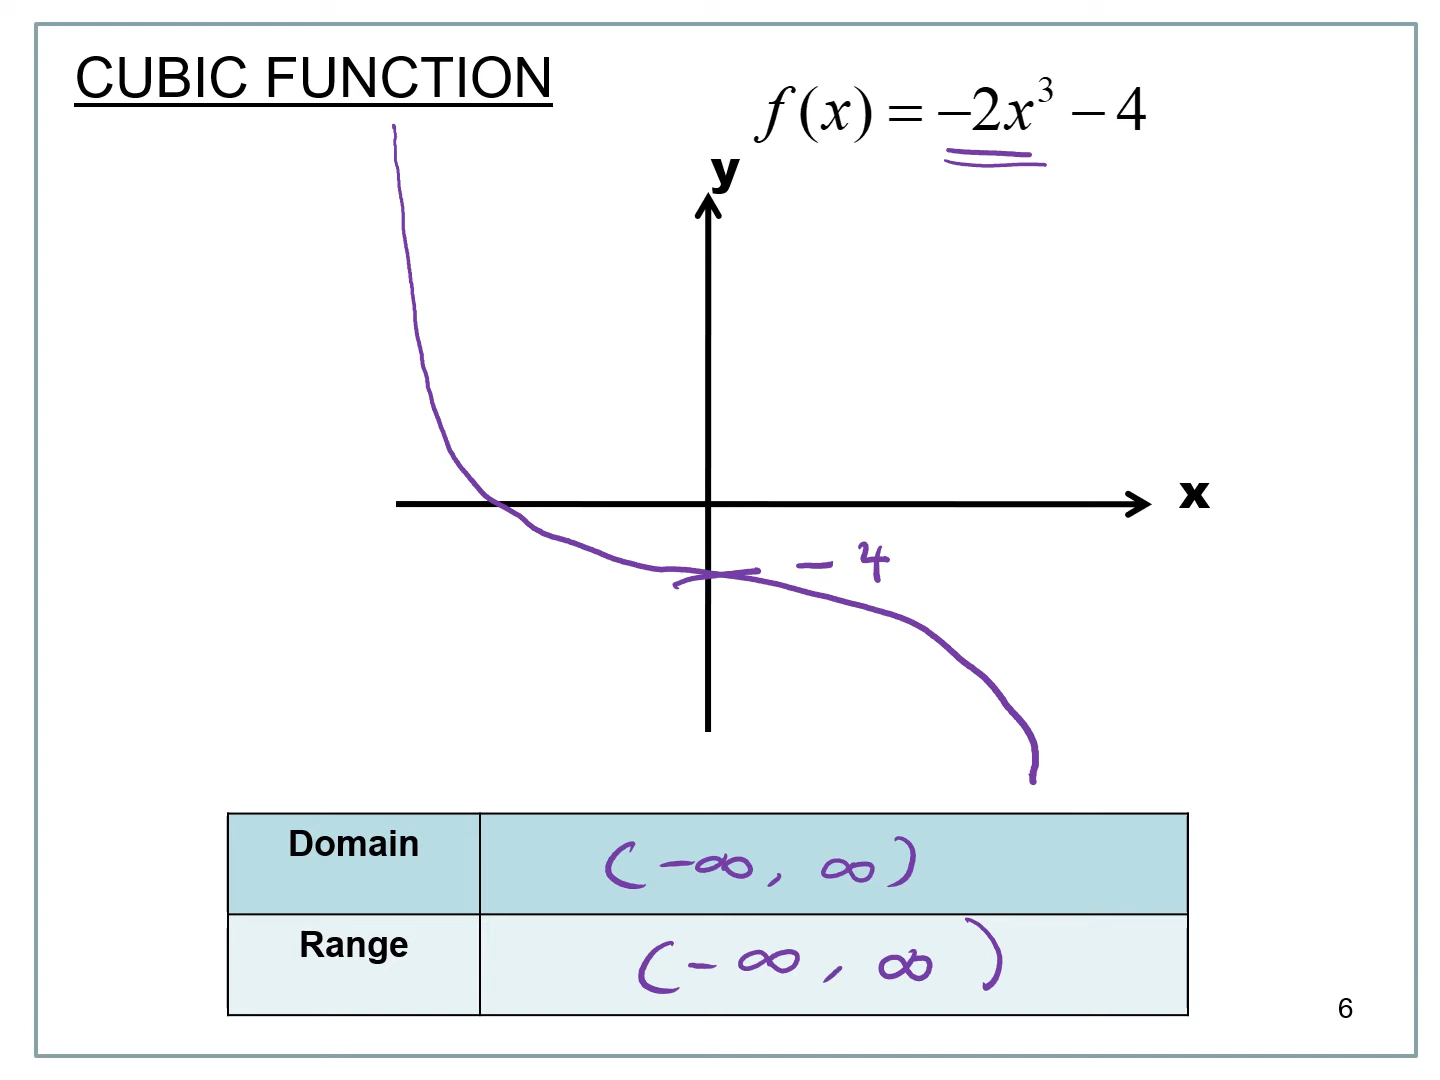 CUBIC FUNCTION
f(x) = −2x³ − 4
y
x
− 4
Domain (−∞, ∞)
Range (−∞, ∞)
6